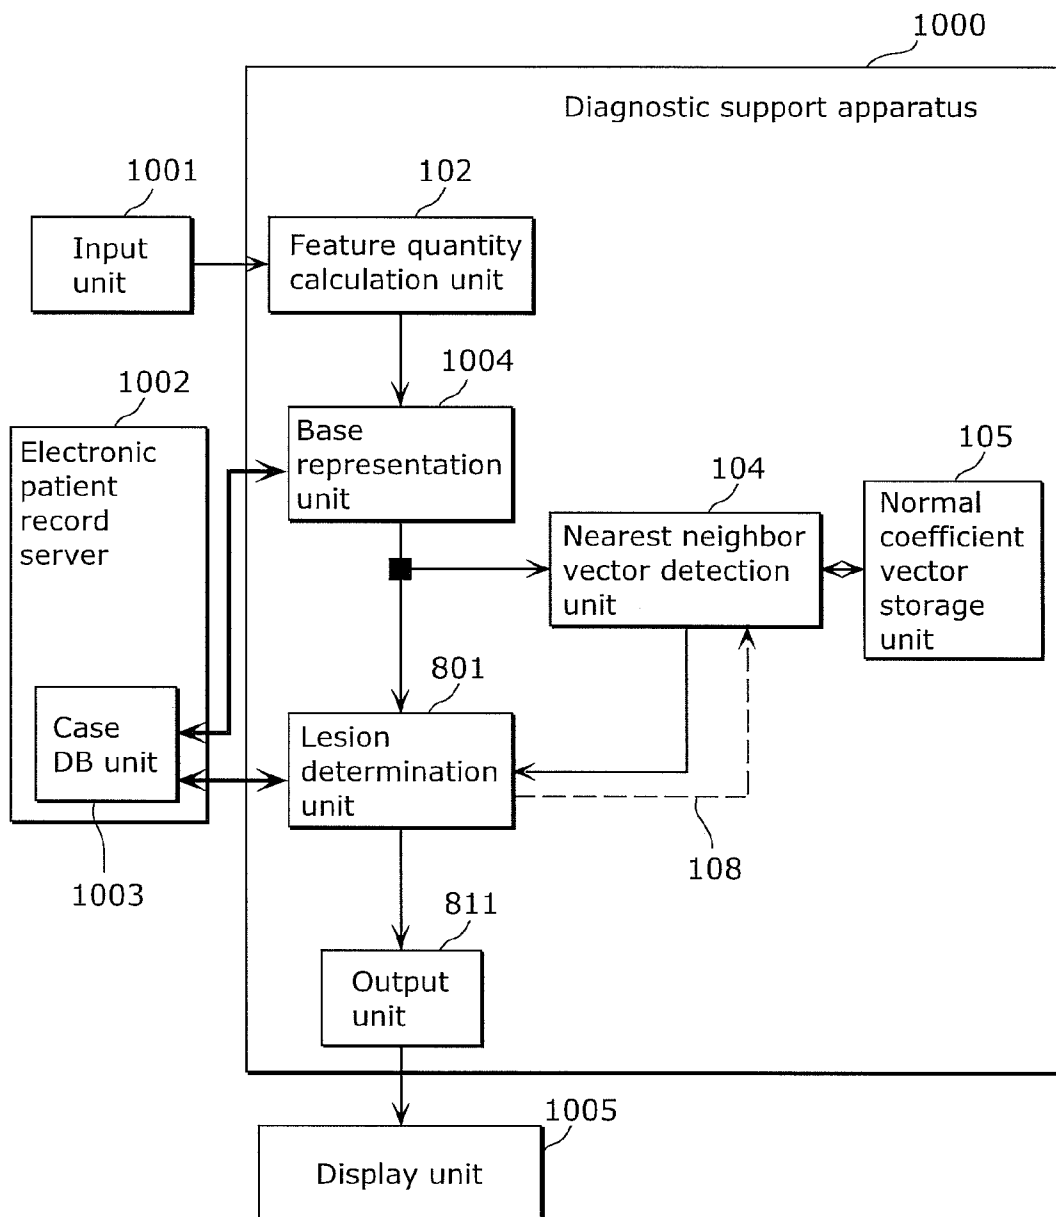 1000
Diagnostic support apparatus
1001
102
Input
unit
Feature quantity
calculation unit
1002
1004
Electronic
patient
record
server
Base
representation
unit
104
105
Nearest neighbor
vector detection
unit
Normal
coefficient
vector
storage
unit
801
Case
DB unit
Lesion
determination
unit
108
1003
811
Output
unit
1005
Display unit